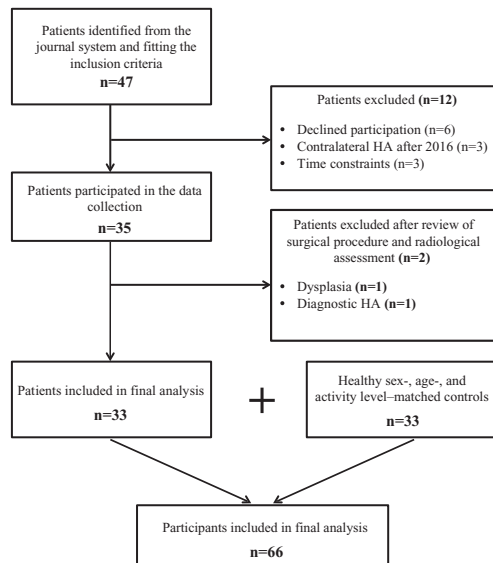 Patients identified from the
journal system and fitting the
inclusion criteria
n=47
Patients excluded (n=12)
• Declined participation (n=6)
• Contralateral HA after 2016 (n=3)
• Time constraints (n=3)
Patients participated in the data
collection
n=35
Patients excluded after review of
surgical procedure and radiological
assessment (n=2)
• Dysplasia (n=1)
• Diagnostic HA (n=1)
Patients included in final analysis
n=33
+
Healthy sex-, age-, and
activity level–matched controls
n=33
Participants included in final analysis
n=66